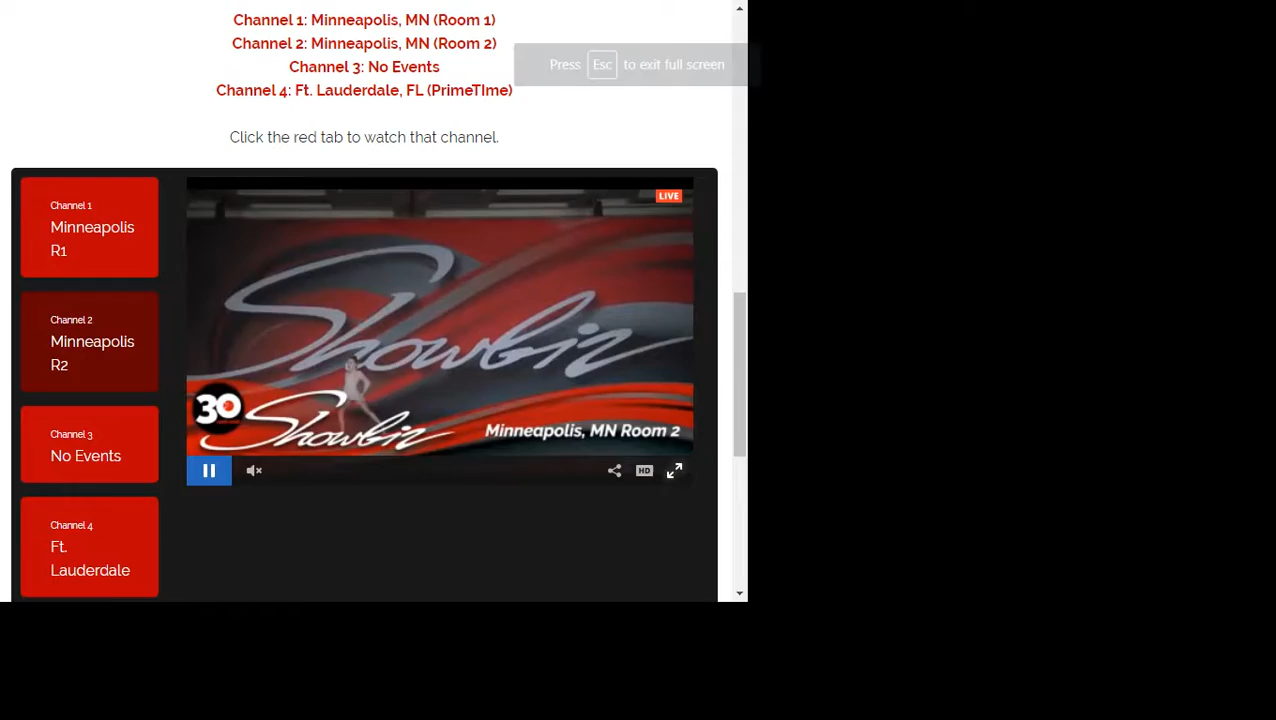 Channel 1: Minneapolis, MN (Room 1)
Channel 2: Minneapolis, MN (Room 2)
Channel 3: No Events
Channel 4: Ft. Lauderdale, FL (PrimeTIme)
Press Esc to exit full screen
Click the red tab to watch that channel.
Channel 1
Minneapolis
R1
Channel 2
Minneapolis
R2
Channel 3
No Events
Channel 4
Ft.
Lauderdale
LIVE
Showbiz
30
Showbiz
Minneapolis, MN Room 2
HD